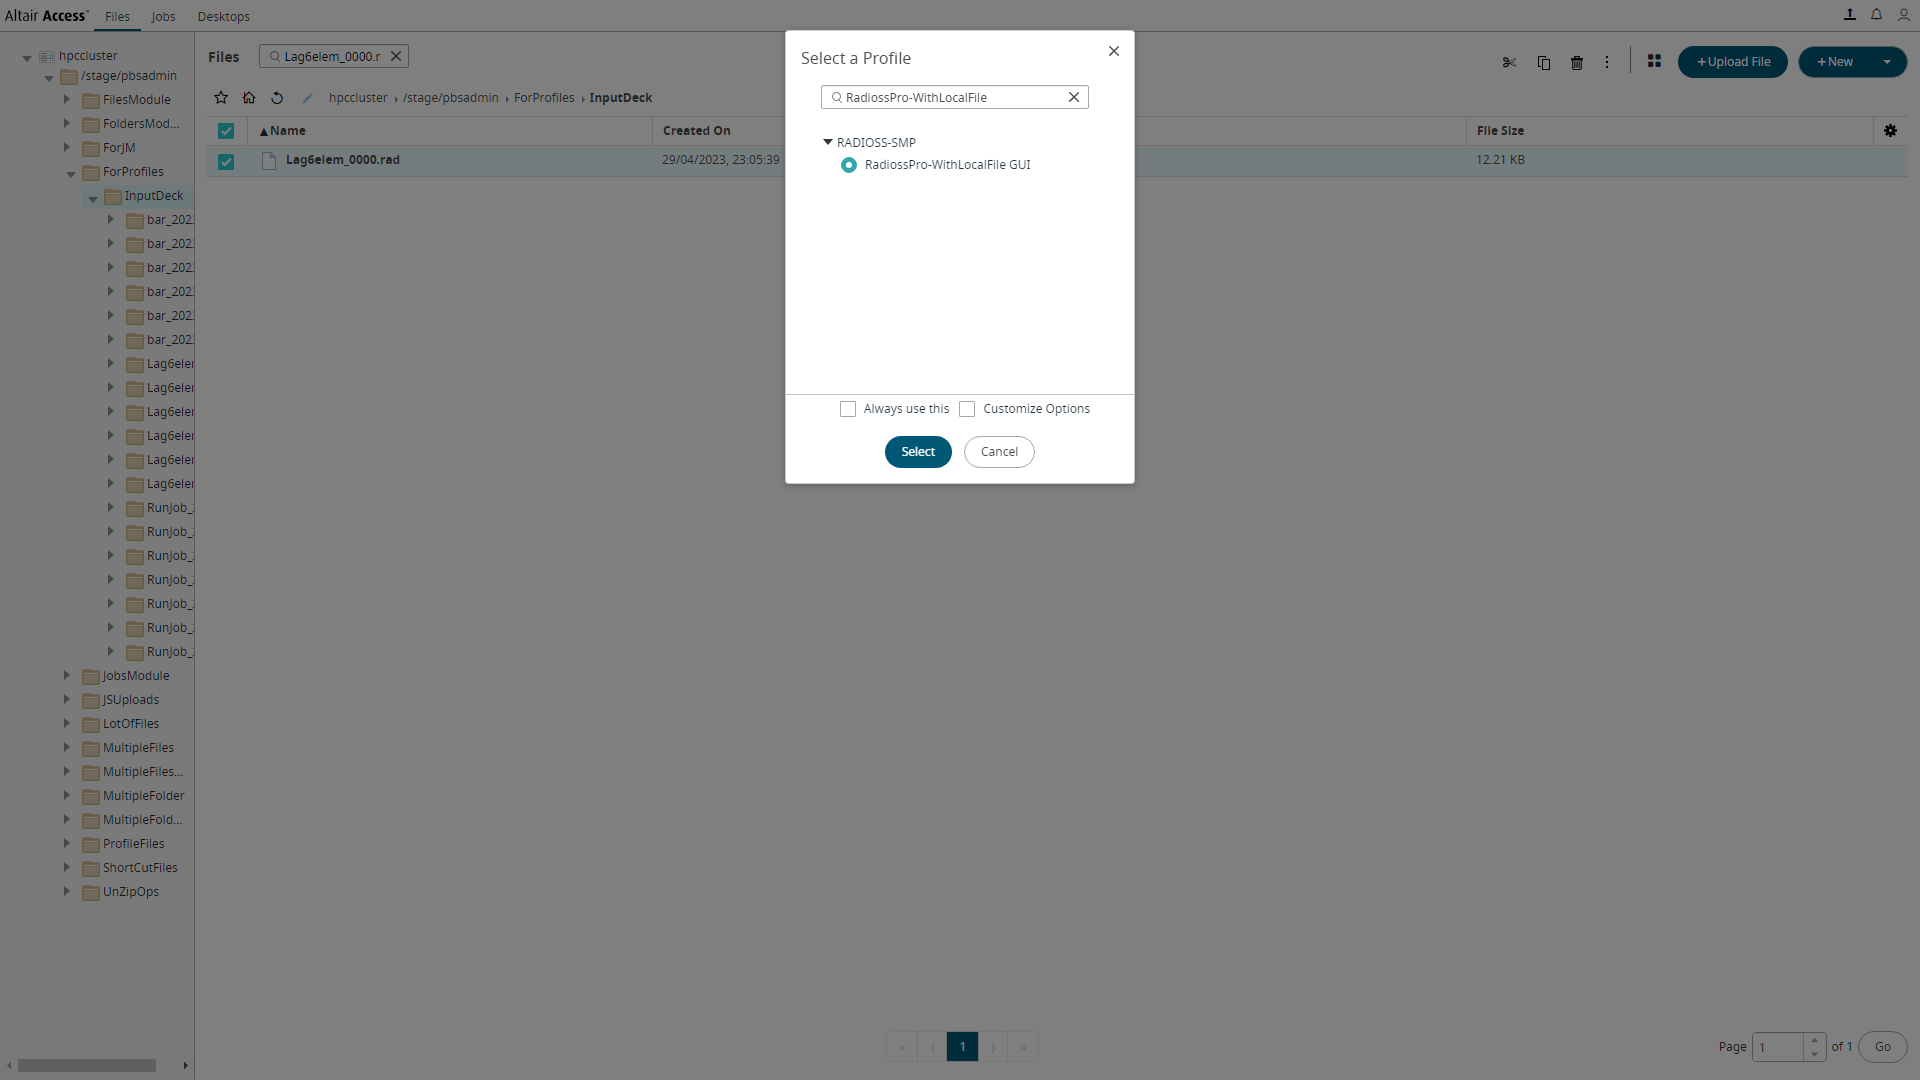 Altair Access™ Files Jobs Desktops
hpccluster
/stage/pbsadmin
FilesModule
FoldersMod...
ForJM
ForProfiles
InputDeck
bar_202
bar_202
bar_202
bar_202
bar_202
bar_202
Lag6eler
Lag6eler
Lag6eler
Lag6eler
Lag6eler
Lag6eler
RunJob_
RunJob_
RunJob_
RunJob_
RunJob_
RunJob_
RunJob_
JobsModule
JSUploads
LotOfFiles
MultipleFiles
MultipleFiles...
MultipleFolder
MultipleFold...
ProfileFiles
ShortCutFiles
UnZipOps
Files Lag6elem_0000.r
+Upload File +New
hpccluster › /stage/pbsadmin › ForProfiles › InputDeck
Name Created On File Size
Lag6elem_0000.rad 29/04/2023, 23:05:39 12.21 KB
Select a Profile
RadiossPro-WithLocalFile
RADIOSS-SMP
RadiossPro-WithLocalFile GUI
Always use this Customize Options
Select Cancel
« ⟨ 1 ⟩ »
Page 1 of 1 Go